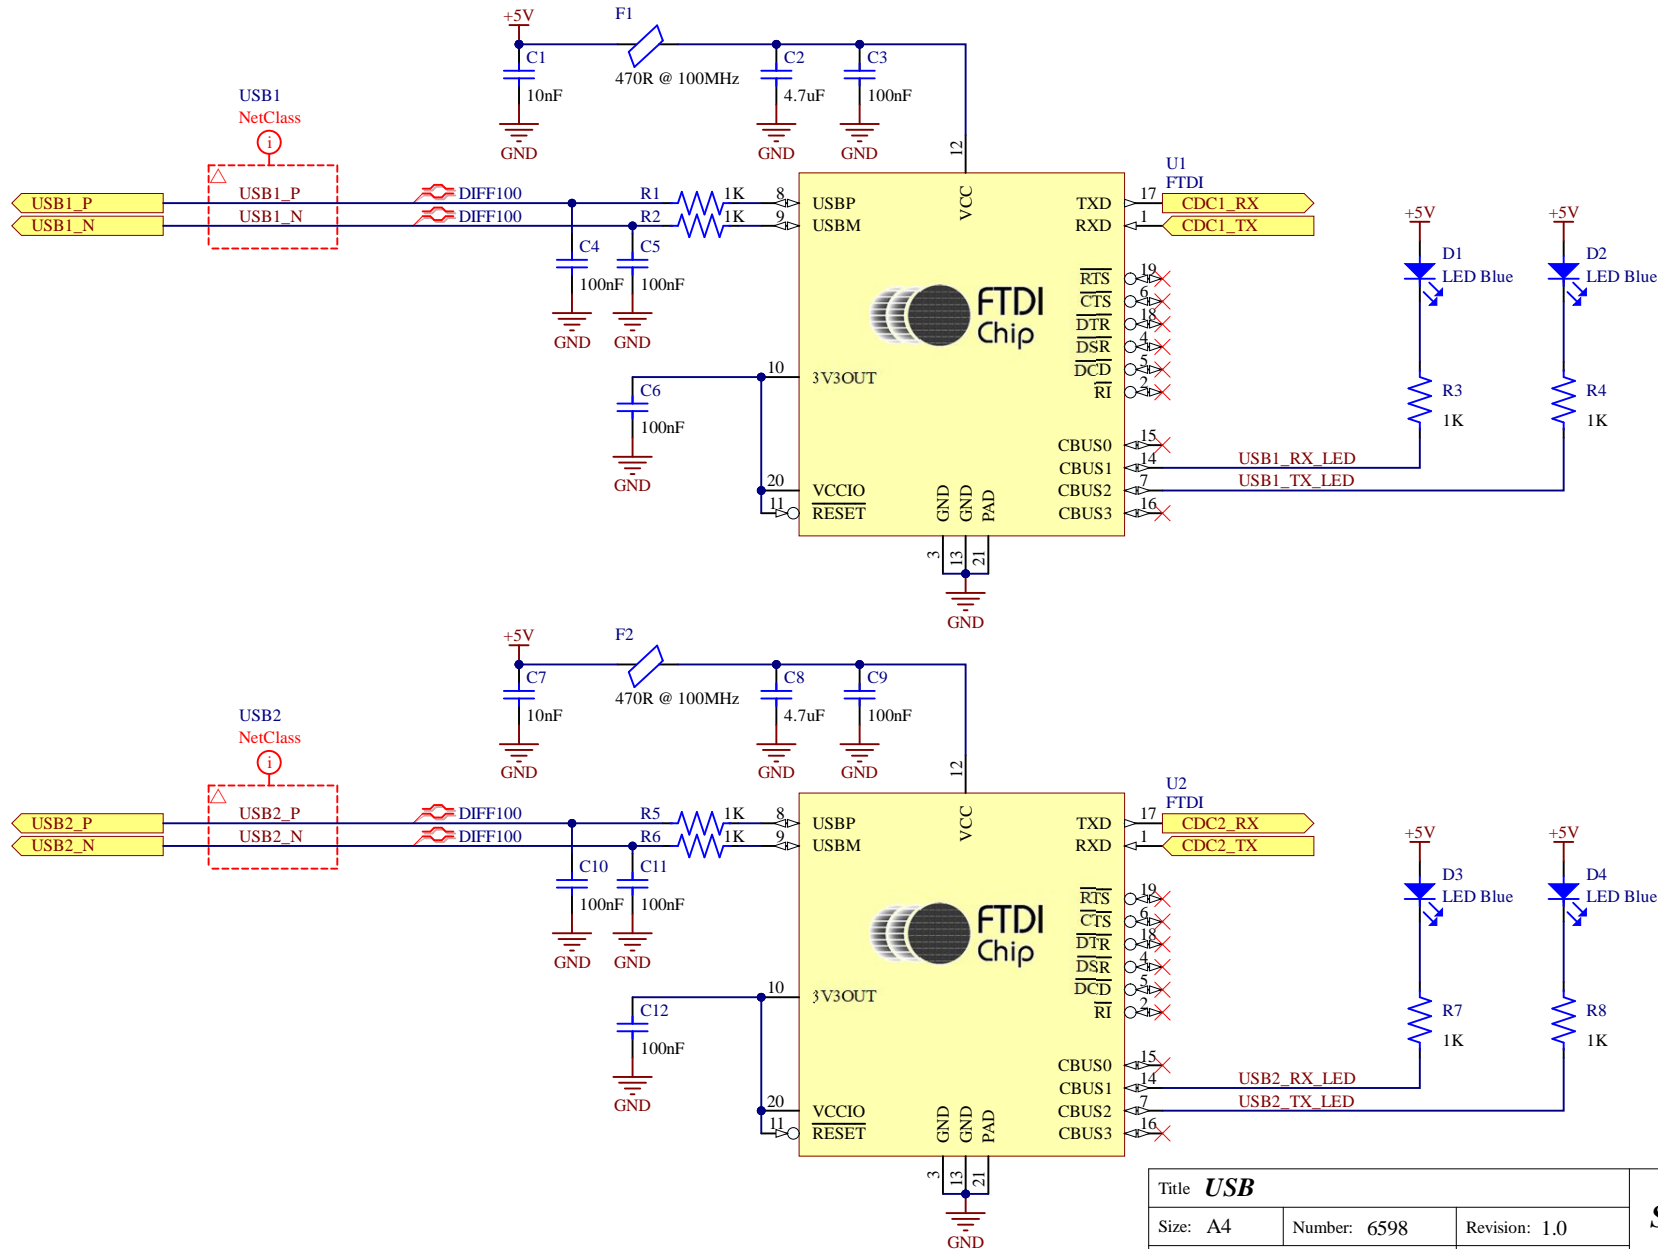 +5V
F1
C1
C2
C3
470R @ 100MHz
10nF
4.7uF
100nF
GND
GND
GND
USB1
NetClass
i
12
VCC
U1
FTDI
USB1_P
USB1_P
DIFF100
R1
1K
8
USBP
TXD
17
CDC1_RX
USB1_N
USB1_N
DIFF100
R2
1K
9
USBM
RXD
1
CDC1_TX
C4
C5
100nF
100nF
GND
GND
FTDI
Chip
RTS
19
CTS
6
DTR
18
DSR
4
DCD
5
RI
2
+5V
+5V
D1
D2
LED Blue
LED Blue
10
3V3OUT
C6
100nF
GND
R3
R4
1K
1K
CBUS0
15
CBUS1
14
USB1_RX_LED
20
VCCIO
CBUS2
7
USB1_TX_LED
11
RESET
CBUS3
16
GND
GND
PAD
3
13
21
GND
+5V
F2
C7
C8
C9
470R @ 100MHz
10nF
4.7uF
100nF
GND
GND
GND
USB2
NetClass
i
12
VCC
U2
FTDI
USB2_P
USB2_P
DIFF100
R5
1K
8
USBP
TXD
17
CDC2_RX
USB2_N
USB2_N
DIFF100
R6
1K
9
USBM
RXD
1
CDC2_TX
C10
C11
100nF
100nF
GND
GND
FTDI
Chip
RTS
19
CTS
6
DTR
18
DSR
4
DCD
5
RI
2
+5V
+5V
D3
D4
LED Blue
LED Blue
10
3V3OUT
C12
100nF
GND
R7
R8
1K
1K
CBUS0
15
CBUS1
14
USB2_RX_LED
20
VCCIO
CBUS2
7
USB2_TX_LED
11
RESET
CBUS3
16
GND
GND
PAD
3
13
21
GND
Title USB
Size: A4
Number: 6598
Revision: 1.0